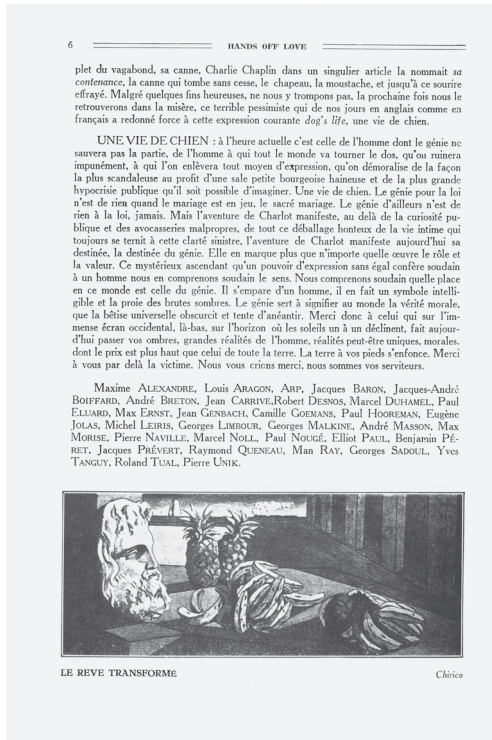 6
HANDS OFF LOVE
plet du vagabond, sa canne, Charlie Chaplin dans un singulier article la nommait sa
contenance, la canne qui tombe sans cesse, le chapeau, la moustache, et jusqu'à ce sourire
effrayé. Malgré quelques fins heureuses, ne nous y trompons pas, la prochaine fois nous le
retrouverons dans la misère, ce terrible pessimiste qui de nos jours en anglais comme en
français a redonné force à cette expression courante dog's life, une vie de chien.
UNE VIE DE CHIEN : à l'heure actuelle c'est celle de l'homme dont le génie ne
sauvera pas la partie, de l'homme à qui tout le monde va tourner le dos, qu'on ruinera
impunément, à qui l'on enlèvera tout moyen d'expression, qu'on démoralise de la façon
la plus scandaleuse au profit d'une sale petite bourgeoise haineuse et de la plus grande
hypocrisie publique qu'il soit possible d'imaginer. Une vie de chien. Le génie pour la loi
n'est de rien quand le mariage est en jeu, le sacré mariage. Le génie d'ailleurs n'est de
rien à la loi, jamais. Mais l'aventure de Charlot manifeste, au delà de la curiosité pu-
blique et des avocasseries malpropres, de tout ce déballage honteux de la vie intime qui
toujours se ternit à cette clarté sinistre, l'aventure de Charlot manifeste aujourd'hui sa
destinée, la destinée du génie. Elle en marque plus que n'importe quelle œuvre le rôle et
la valeur. Ce mystérieux ascendant qu'un pouvoir d'expression sans égal confère soudain
à un homme nous en comprenons soudain le sens. Nous comprenons soudain quelle place
en ce monde est celle du génie. Il s'empare d'un homme, il en fait un symbole intelli-
gible et la proie des brutes sombres. Le génie sert à signifier au monde la vérité morale,
que la bêtise universelle obscurcit et tente d'anéantir. Merci donc à celui qui sur l'im-
mense écran occidental, là-bas, sur l'horizon où les soleils un à un déclinent, fait aujour-
d'hui passer vos ombres, grandes réalités de l'homme, réalités peut-être uniques, morales,
dont le prix est plus haut que celui de toute la terre. La terre à vos pieds s'enfonce. Merci
à vous par delà la victime. Nous vous crions merci, nous sommes vos serviteurs.
Maxime ALEXANDRE, Louis ARAGON, ARP, Jacques BARON, Jacques-André
BOIFFARD, André BRETON, Jean CARRIVE,Robert DESNOS, Marcel DUHAMEL, Paul
ELUARD, Max ERNST, Jean GENBACH, Camille GOEMANS, Paul HOOREMAN, Eugène
JOLAS, Michel LEIRIS, Georges LIMBOUR, Georges MALKINE, André MASSON, Max
MORISE, Pierre NAVILLE, Marcel NOLL, Paul NOUGÉ, Elliot PAUL, Benjamin PÉ-
RET, Jacques PRÉVERT, Raymond QUENEAU, Man RAY, Georges SADOUL, Yves
TANGUY, Roland TUAL, Pierre UNIK.
LE REVE TRANSFORMÉ
Chirico